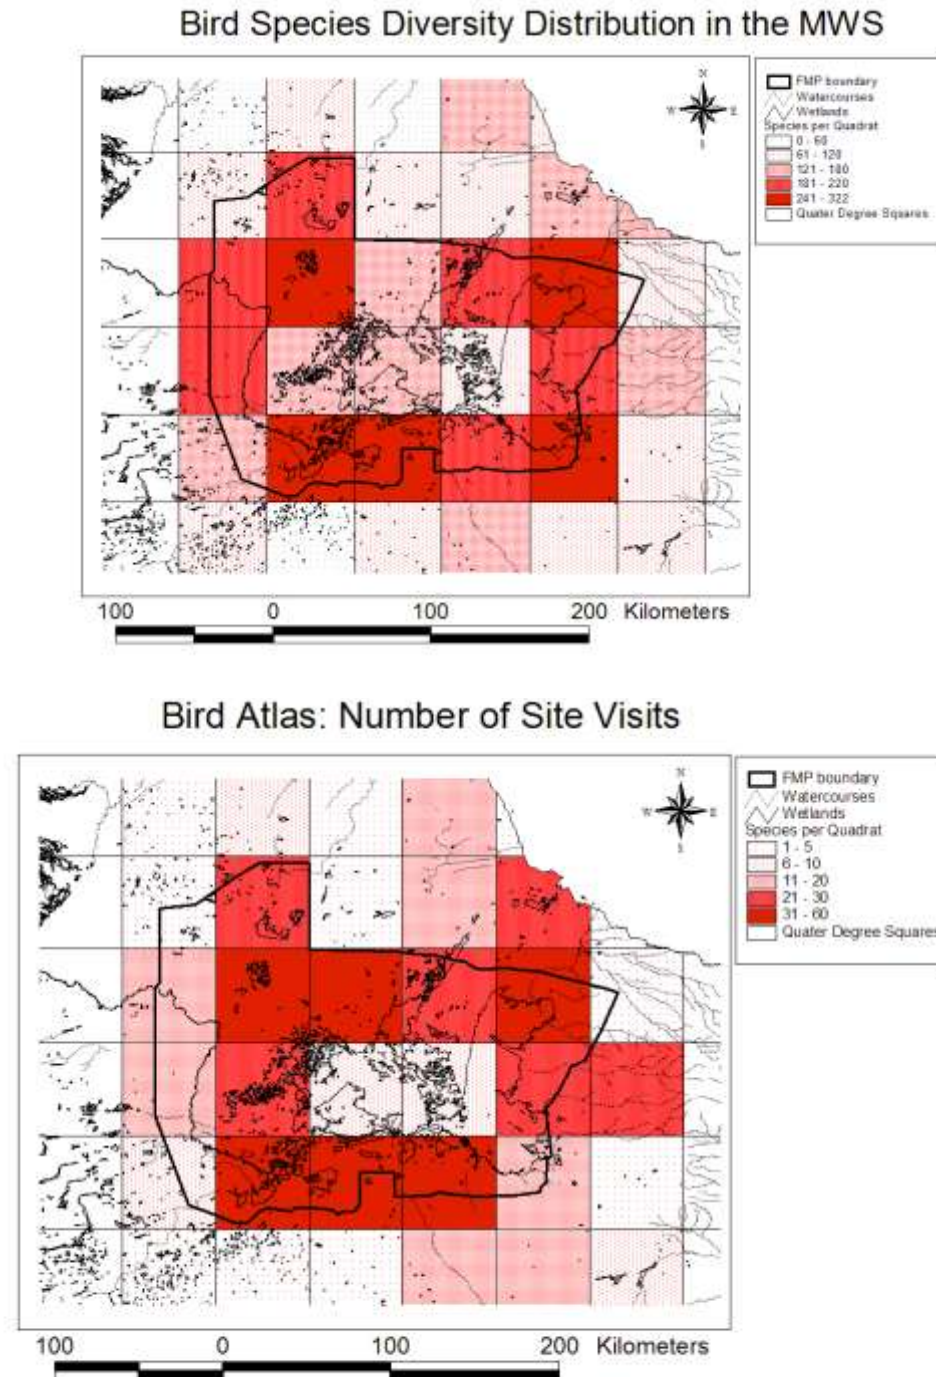 Bird Species Diversity Distribution in the MWS
N
W
E
S
FMP boundary
Watercourses
Wetlands
Species per Quadrat
0 - 60
61 - 120
121 - 180
181 - 220
241 - 322
Quater Degree Sqsares
100 0 100 200 Kilometers
Bird Atlas: Number of Site Visits
N
W
E
S
FMP boundary
Watercourses
Wetlands
Species per Quadrat
1 - 5
6 - 10
11 - 20
21 - 30
31 - 60
Quater Degree Squares
100 0 100 200 Kilometers